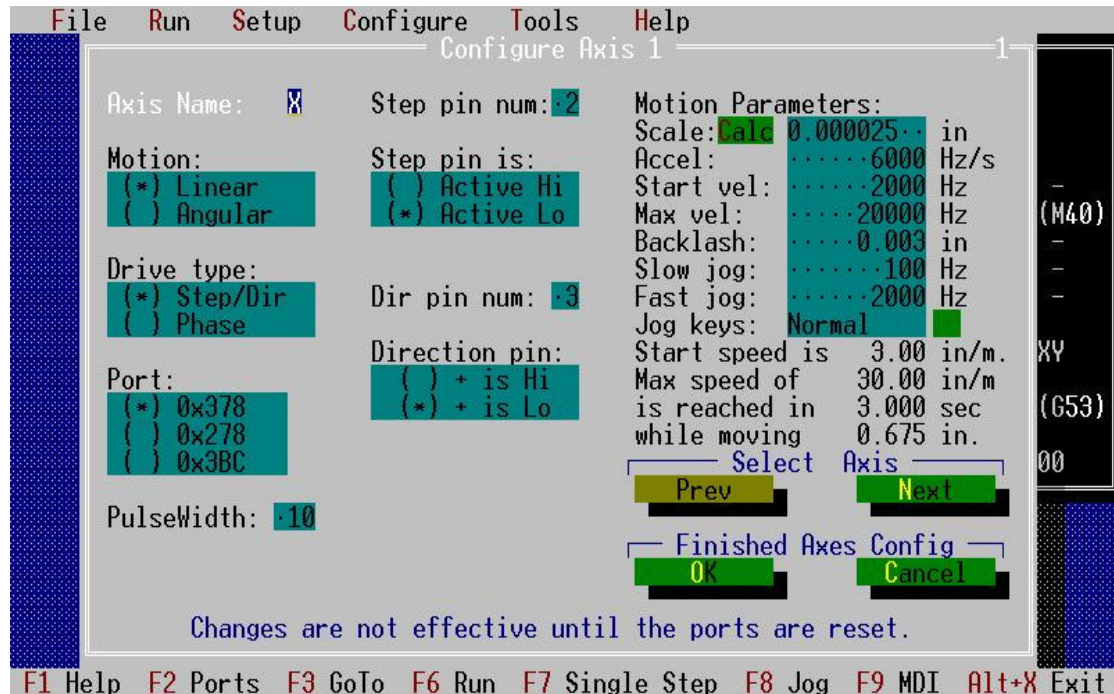 File Run Setup Configure Tools Help
Configure Axis 1 1
Axis Name: X
Motion:
(*) Linear
( ) Angular
Drive type:
(*) Step/Dir
( ) Phase
Port:
(*) 0x378
( ) 0x278
( ) 0x3BC
PulseWidth: ·10
Step pin num: ·2
Step pin is:
( ) Active Hi
(*) Active Lo
Dir pin num: ·3
Direction pin:
( ) + is Hi
(*) + is Lo
Motion Parameters:
Scale: Calc 0.000025·· in
Accel: ······6000 Hz/s
Start vel: ······2000 Hz
Max vel: ·····20000 Hz
Backlash: ·····0.003 in
Slow jog: ·······100 Hz
Fast jog: ······2000 Hz
Jog keys: Normal
Start speed is 3.00 in/m.
Max speed of 30.00 in/m
is reached in 3.000 sec
while moving 0.675 in.
Select Axis
Prev Next
Finished Axes Config
OK Cancel
Changes are not effective until the ports are reset.
(M40)
XY
(G53)
00
F1 Help F2 Ports F3 GoTo F6 Run F7 Single Step F8 Jog F9 MDI Alt+X Exit